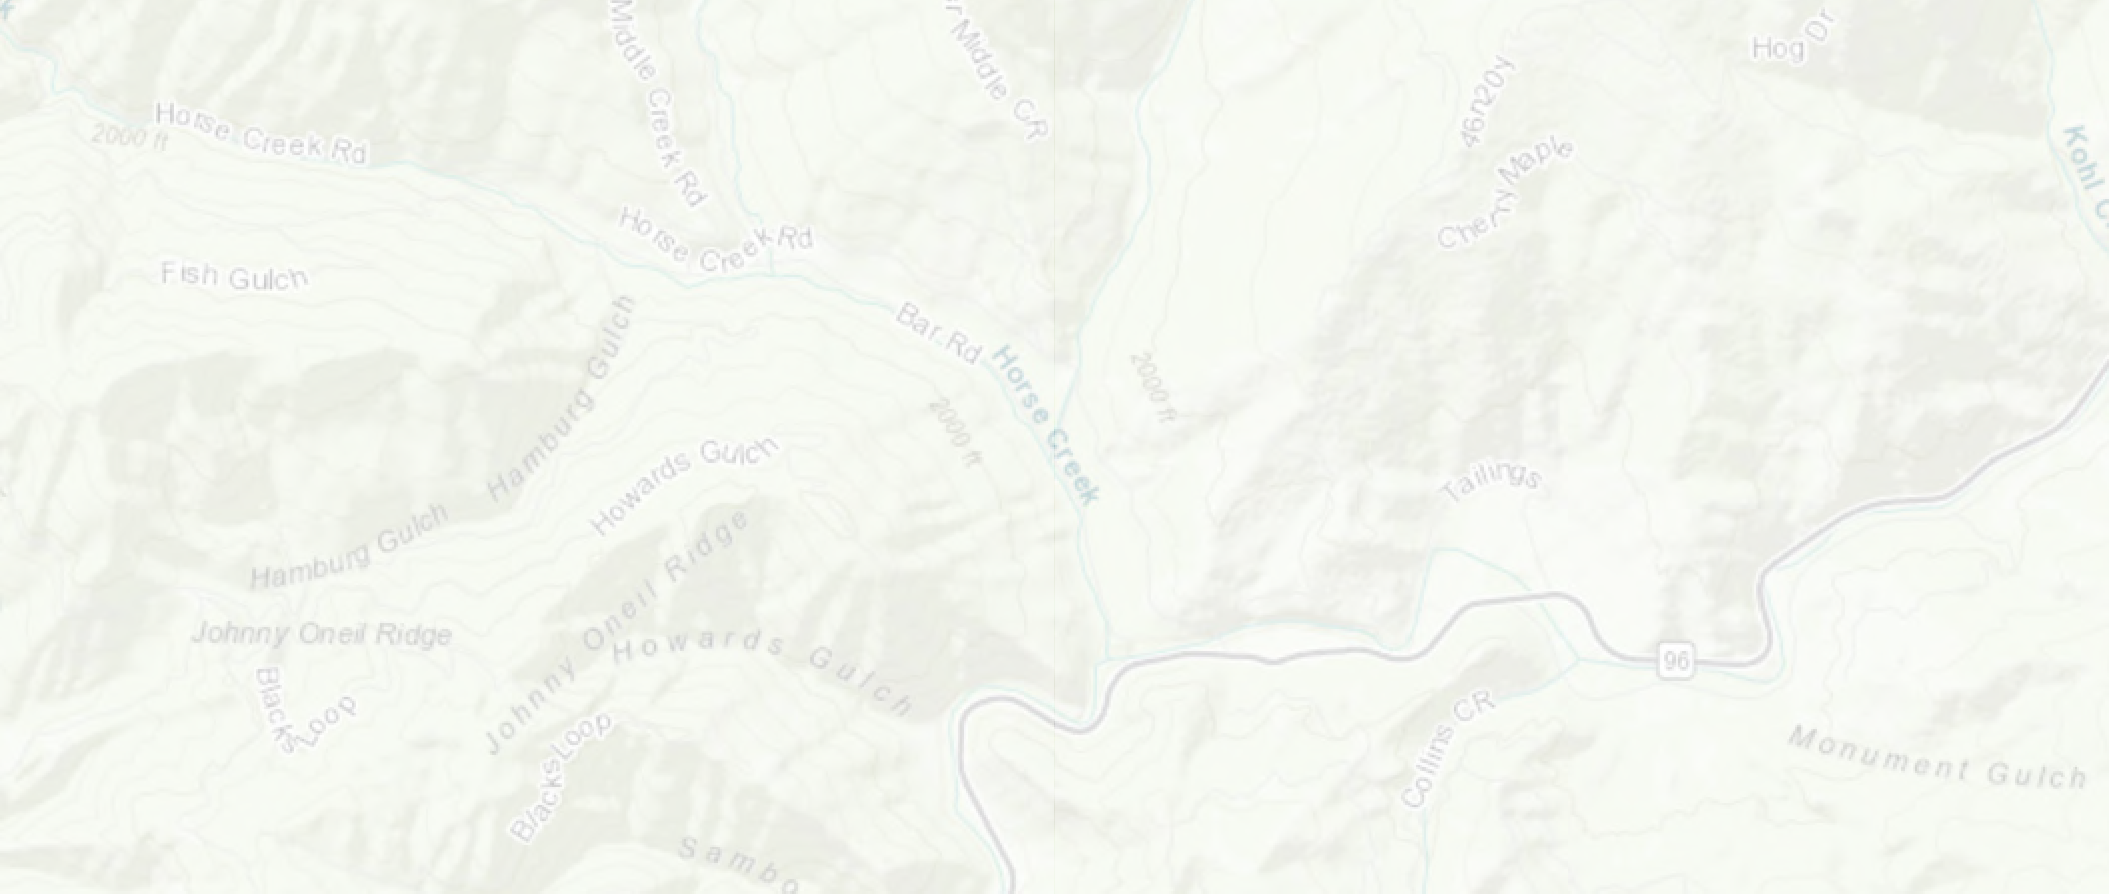 Middle Creek Rd
Middle CR
Hog Dr
46n20y
Horse Creek Rd
2000 ft
Cherry Maple
Kohl
Horse Creek Rd
Fish Gulch
Hamburg Gulch
Bar Rd
Horse Creek
2000 ft
2000 ft
Howards Gulch
Tailings
Hamburg Gulch
Johnny Oneil Ridge
Johnny Oneil Ridge
Howards Gulch
96
Blacks Loop
Blacks Loop
Collins CR
Monument Gulch
Sambo